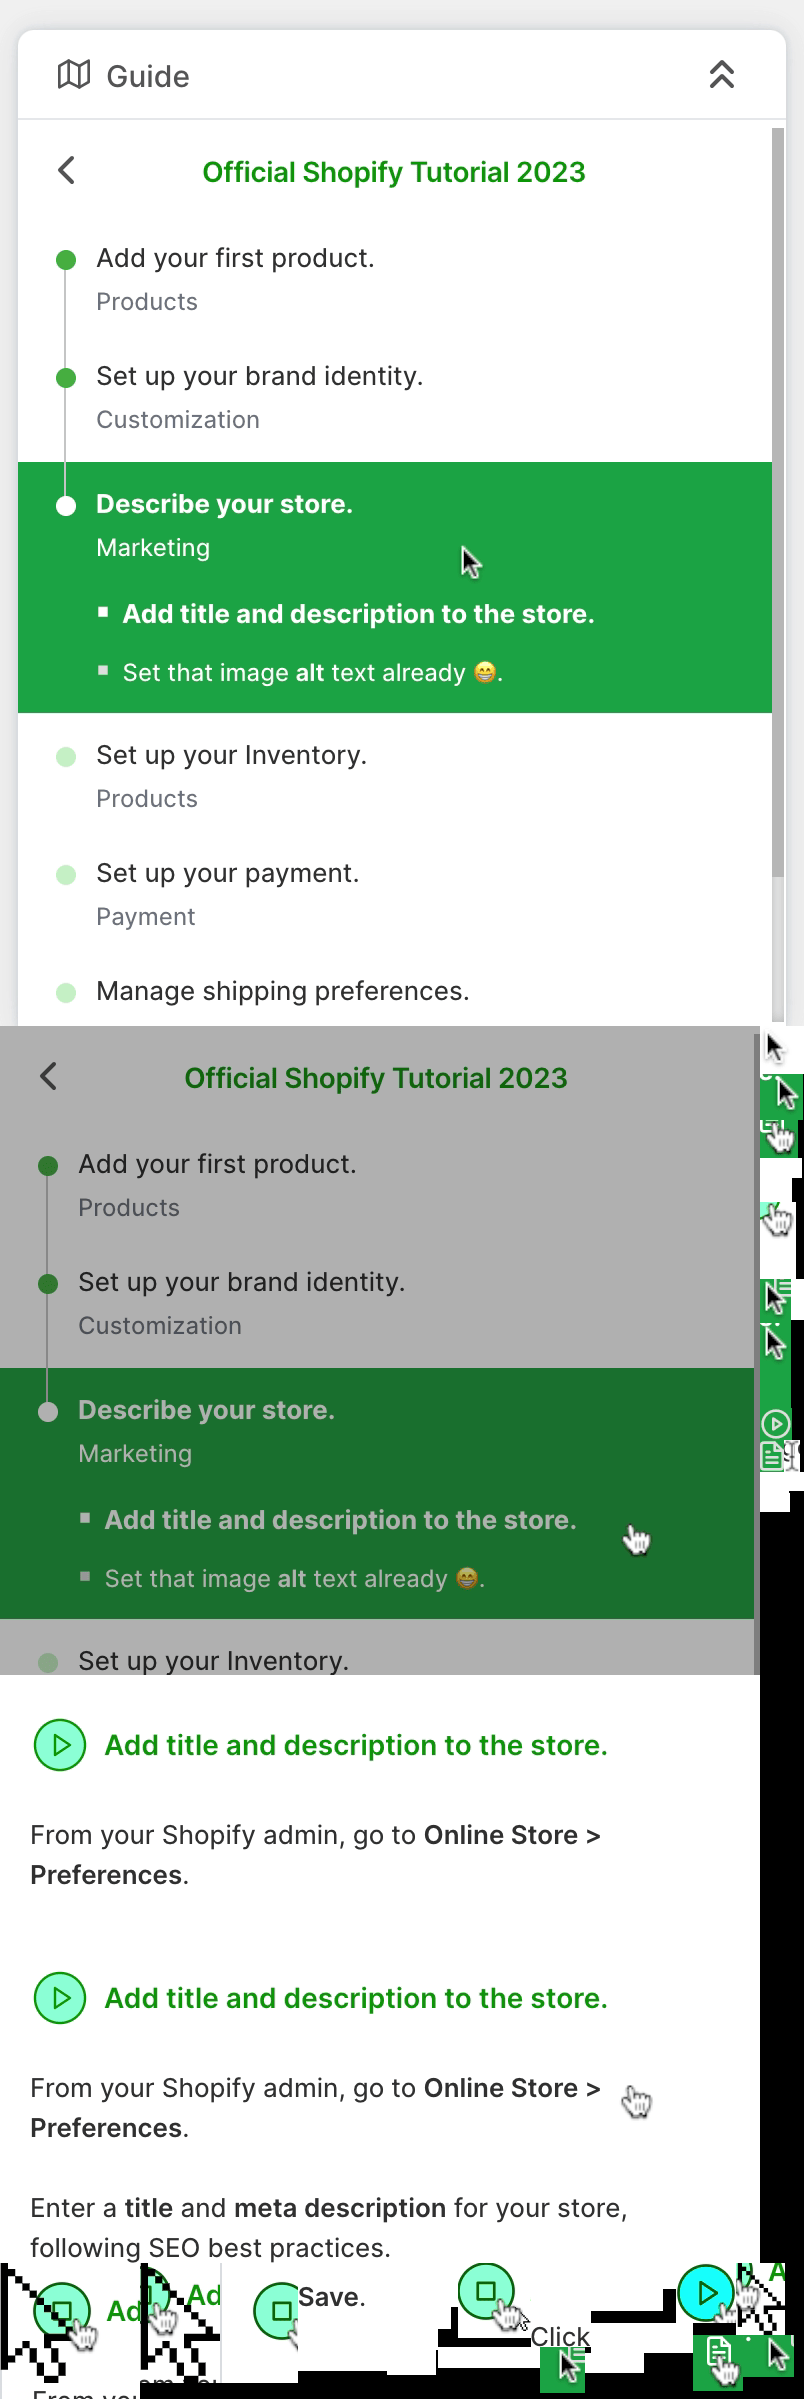 Guide
Official Shopify Tutorial 2023
Add your first product.
Products
Set up your brand identity.
Customization
Describe your store.
Marketing
Add title and description to the store.
Set that image alt text already 😁.
Set up your Inventory.
Products
Set up your payment.
Payment
Manage shipping preferences.
Official Shopify Tutorial 2023
Add your first product.
Products
Set up your brand identity.
Customization
Describe your store.
Marketing
Add title and description to the store.
Set that image alt text already 😁.
Set up your Inventory.
Add title and description to the store.
From your Shopify admin, go to Online Store >
Preferences.
Add title and description to the store.
From your Shopify admin, go to Online Store >
Preferences.
Enter a title and meta description for your store,
following SEO best practices.
Save.
Click